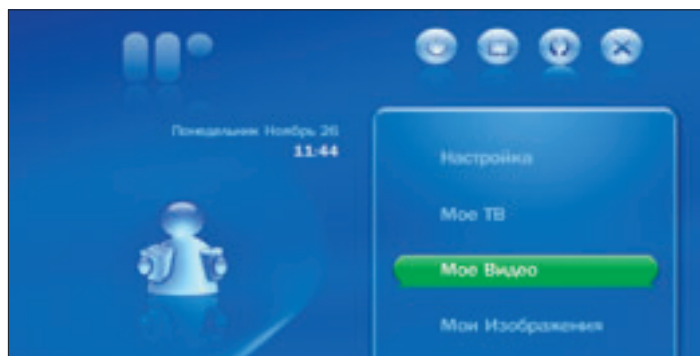 Понедельник Ноябрь 26
11:44
Настройка
Мое ТВ
Мое Видео
Мои Изображения